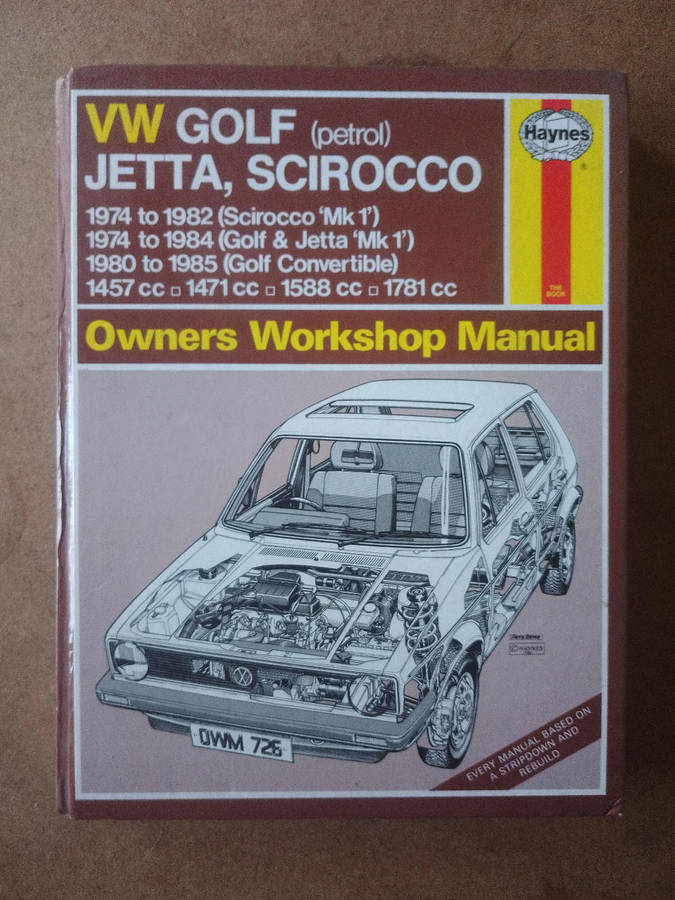 VW GOLF (petrol)
JETTA, SCIROCCO
1974 to 1982 (Scirocco 'Mk 1')
1974 to 1984 (Golf & Jetta 'Mk 1')
1980 to 1985 (Golf Convertible)
1457 cc □ 1471 cc □ 1588 cc □ 1781 cc
Haynes
®
THE
BOOK
Owners Workshop Manual
VW
OWM 726
© HAYNES
EVERY MANUAL BASED ON
A STRIPDOWN AND
REBUILD